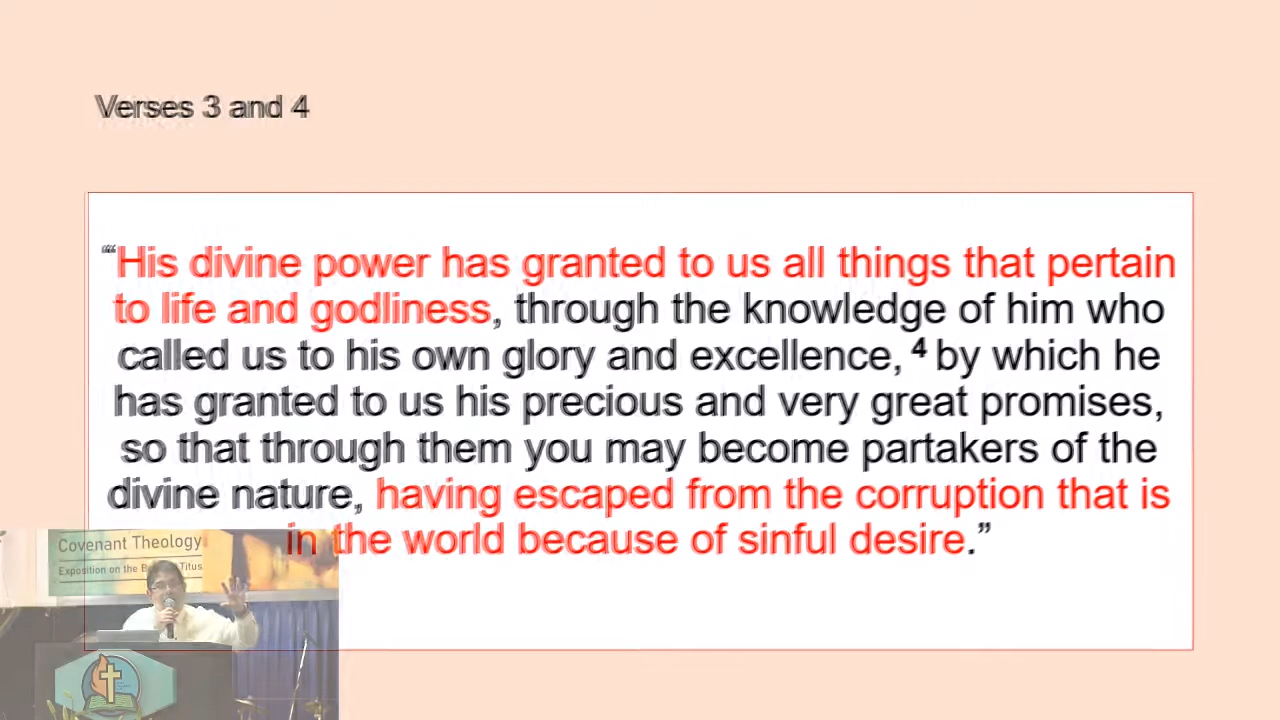 Verses 3 and 4
“His divine power has granted to us all things that pertain
to life and godliness, through the knowledge of him who
called us to his own glory and excellence, 4 by which he
has granted to us his precious and very great promises,
so that through them you may become partakers of the
divine nature, having escaped from the corruption that is
in the world because of sinful desire.”
Covenant Theology
Exposition on the Titus